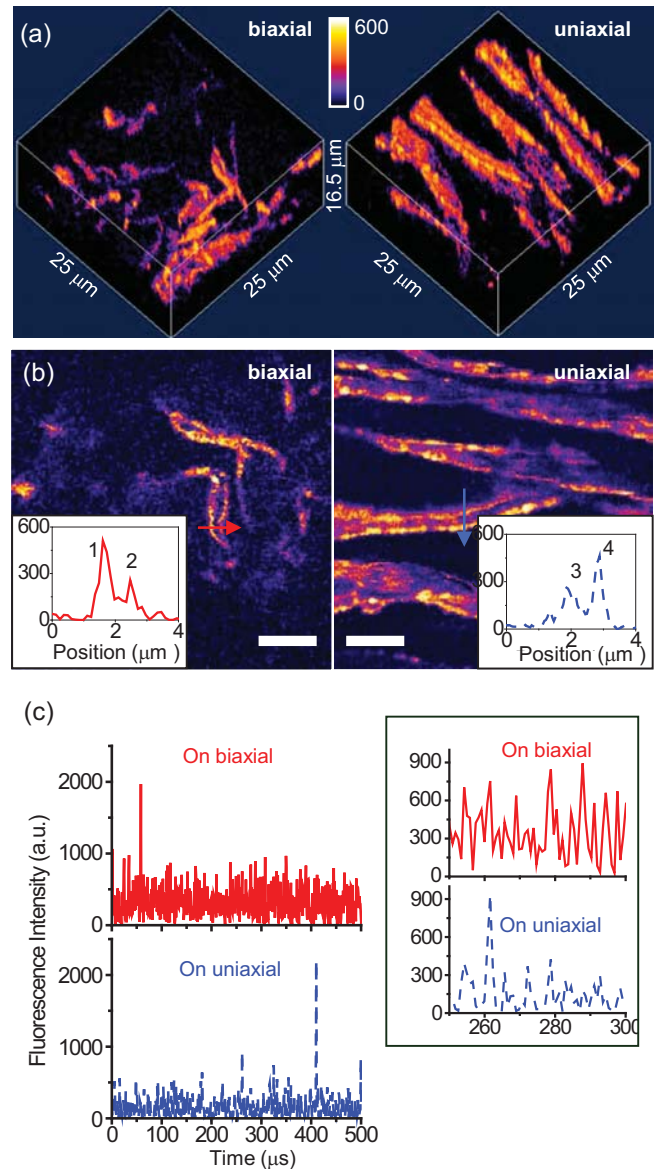 (a)
biaxial
600
0
uniaxial
16.5 μm
25 μm
25 μm
25 μm
25 μm
(b)
biaxial
uniaxial
600
300
0
1
2
0 2 4
Position (μm )
600
300
0
3
4
0 2 4
Position (μm )
(c)
On biaxial
2000
1000
0
On uniaxial
2000
1000
0
0 100 200 300 400 500
Time (μs)
Fluorescence Intensity (a.u.)
On biaxial
900
600
300
0
On uniaxial
900
600
300
0
260 280 300